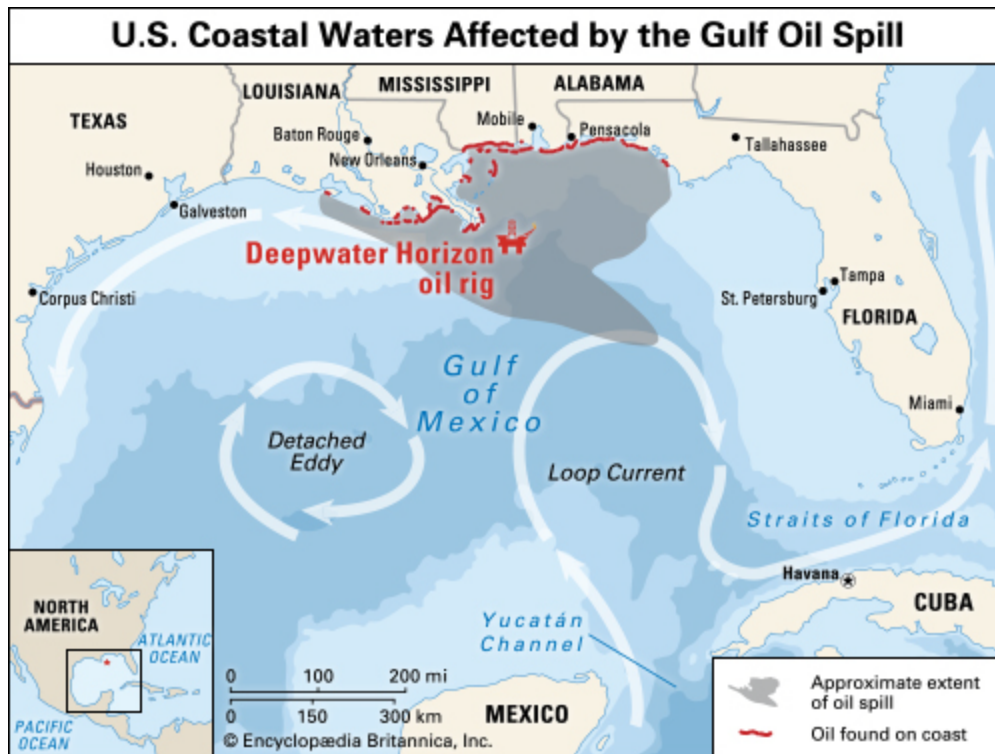 U.S. Coastal Waters Affected by the Gulf Oil Spill
MISSISSIPPI
ALABAMA
LOUISIANA
TEXAS
Mobile
Baton Rouge
Pensacola
Tallahassee
New Orleans
Houston
Galveston
Deepwater Horizon
oil rig
Tampa
Corpus Christi
St. Petersburg
FLORIDA
Gulf
of
Mexico
Miami
Detached
Eddy
Loop Current
Straits of Florida
Havana
CUBA
NORTH
AMERICA
ATLANTIC
OCEAN
PACIFIC
OCEAN
Yucatán
Channel
0 100 200 mi
0 150 300 km
MEXICO
© Encyclopædia Britannica, Inc.
Approximate extent
of oil spill
Oil found on coast